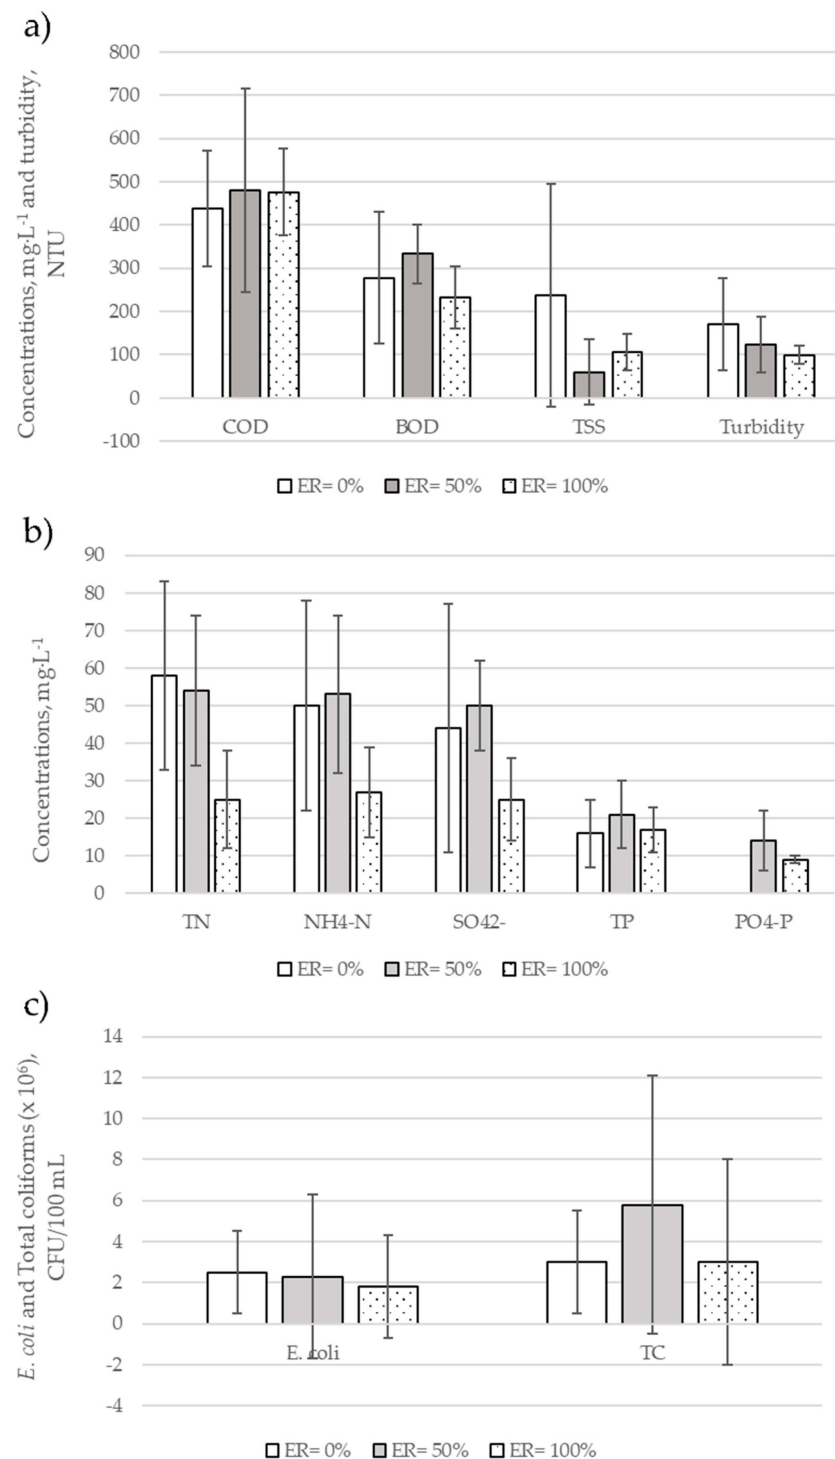 a)
Concentrations, mg·L-1 and turbidity,
NTU
800
700
600
500
400
300
200
100
0
-100
COD BOD TSS Turbidity
ER= 0% ER= 50% ER= 100%
b)
Concentrations, mg·L-1
90
80
70
60
50
40
30
20
10
0
TN NH4-N SO42- TP PO4-P
ER= 0% ER= 50% ER= 100%
c)
E. coli and Total coliforms (x 10⁶),
CFU/100 mL
14
12
10
8
6
4
2
0
-2
-4
E. coli TC
ER= 0% ER= 50% ER= 100%